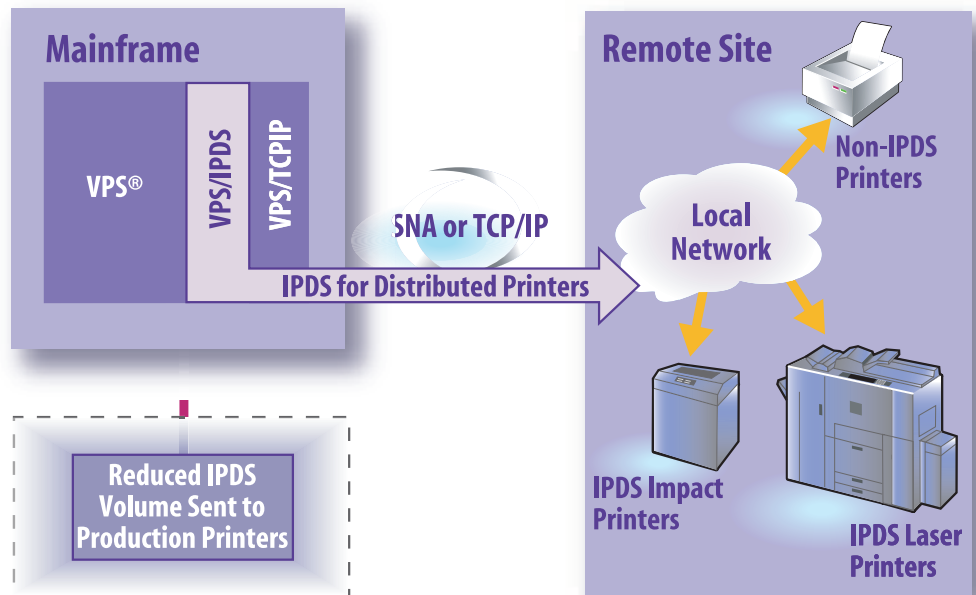 Mainframe
VPS®
VPS/IPDS
VPS/TCPIP
SNA or TCP/IP
IPDS for Distributed Printers
Reduced IPDS
Volume Sent to
Production Printers
Remote Site
Non-IPDS
Printers
Local
Network
IPDS Impact
Printers
IPDS Laser
Printers